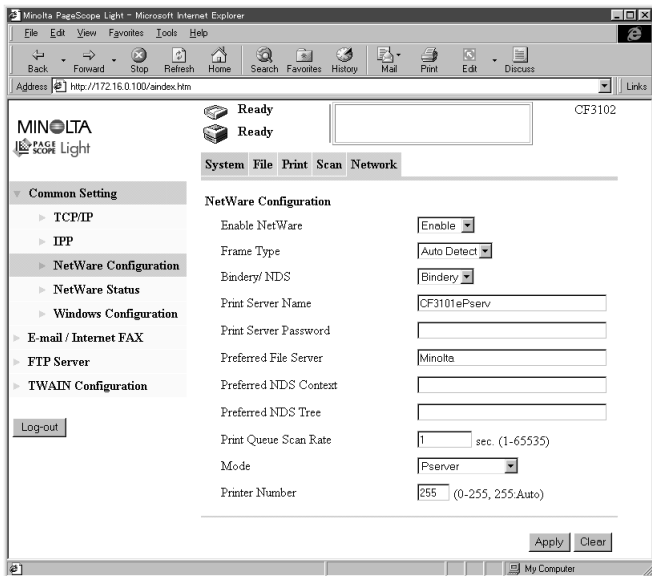 Minolta PageScope Light - Microsoft Internet Explorer
File Edit View Favorites Tools Help
Back Forward Stop Refresh Home Search Favorites History Mail Print Edit Discuss
Address http://172.16.0.100/aindex.htm Links
MINOLTA
PAGE SCOPE Light
Ready
Ready
CF3102
System File Print Scan Network
Common Setting
TCP/IP
IPP
NetWare Configuration
NetWare Status
Windows Configuration
E-mail / Internet FAX
FTP Server
TWAIN Configuration
Log-out
NetWare Configuration
Enable NetWare Enable
Frame Type Auto Detect
Bindery/ NDS Bindery
Print Server Name CF3101ePserv
Print Server Password
Preferred File Server Minolta
Preferred NDS Context
Preferred NDS Tree
Print Queue Scan Rate 1 sec. (1-65535)
Mode Pserver
Printer Number 255 (0-255, 255:Auto)
Apply Clear
My Computer